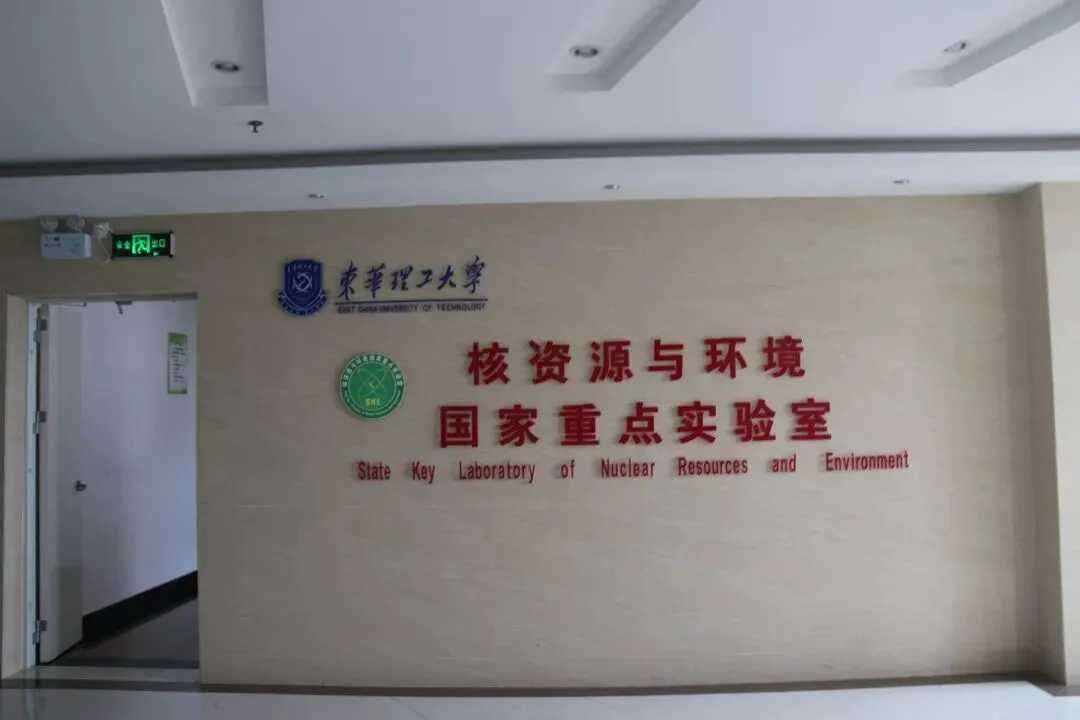 安全出口
東華理工大學
EAST CHINA UNIVERSITY OF TECHNOLOGY
核资源与环境
国家重点实验室
SKL
State Key Laboratory of Nuclear Resources and Environment